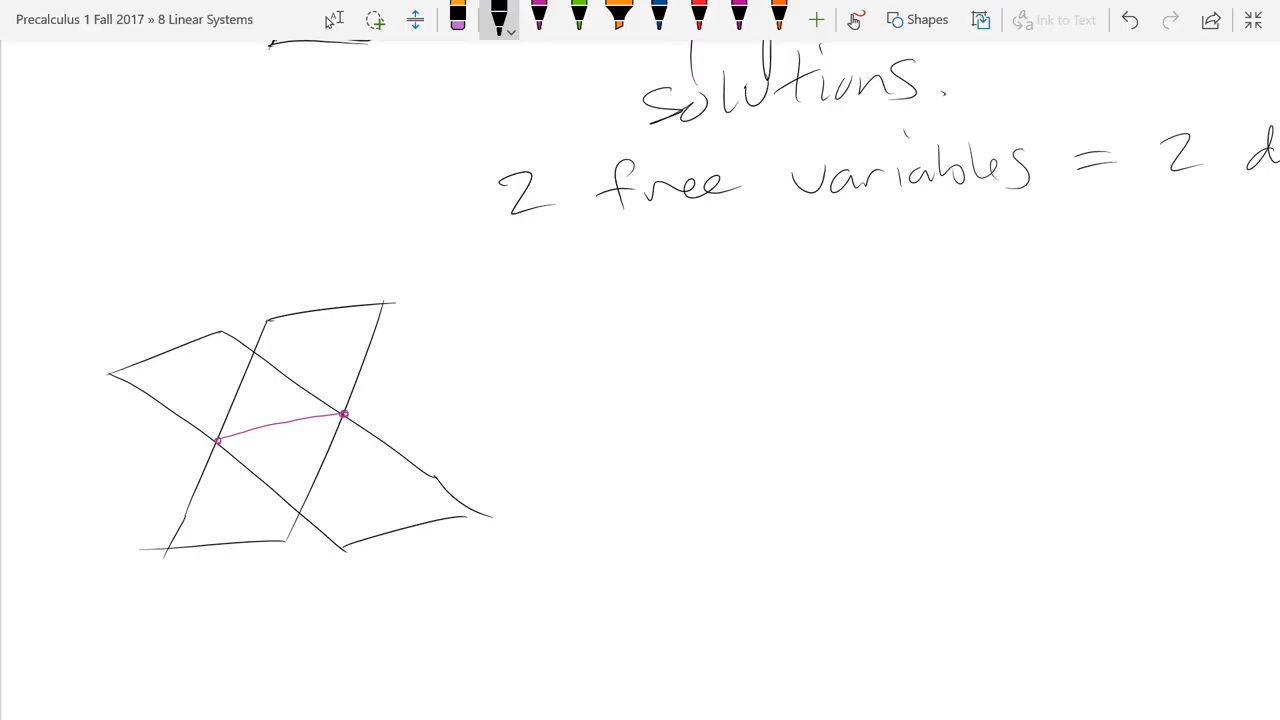 Precalculus 1 Fall 2017 » 8 Linear Systems
Shapes
Ink to Text
solutions.
2 free variables = 2 d